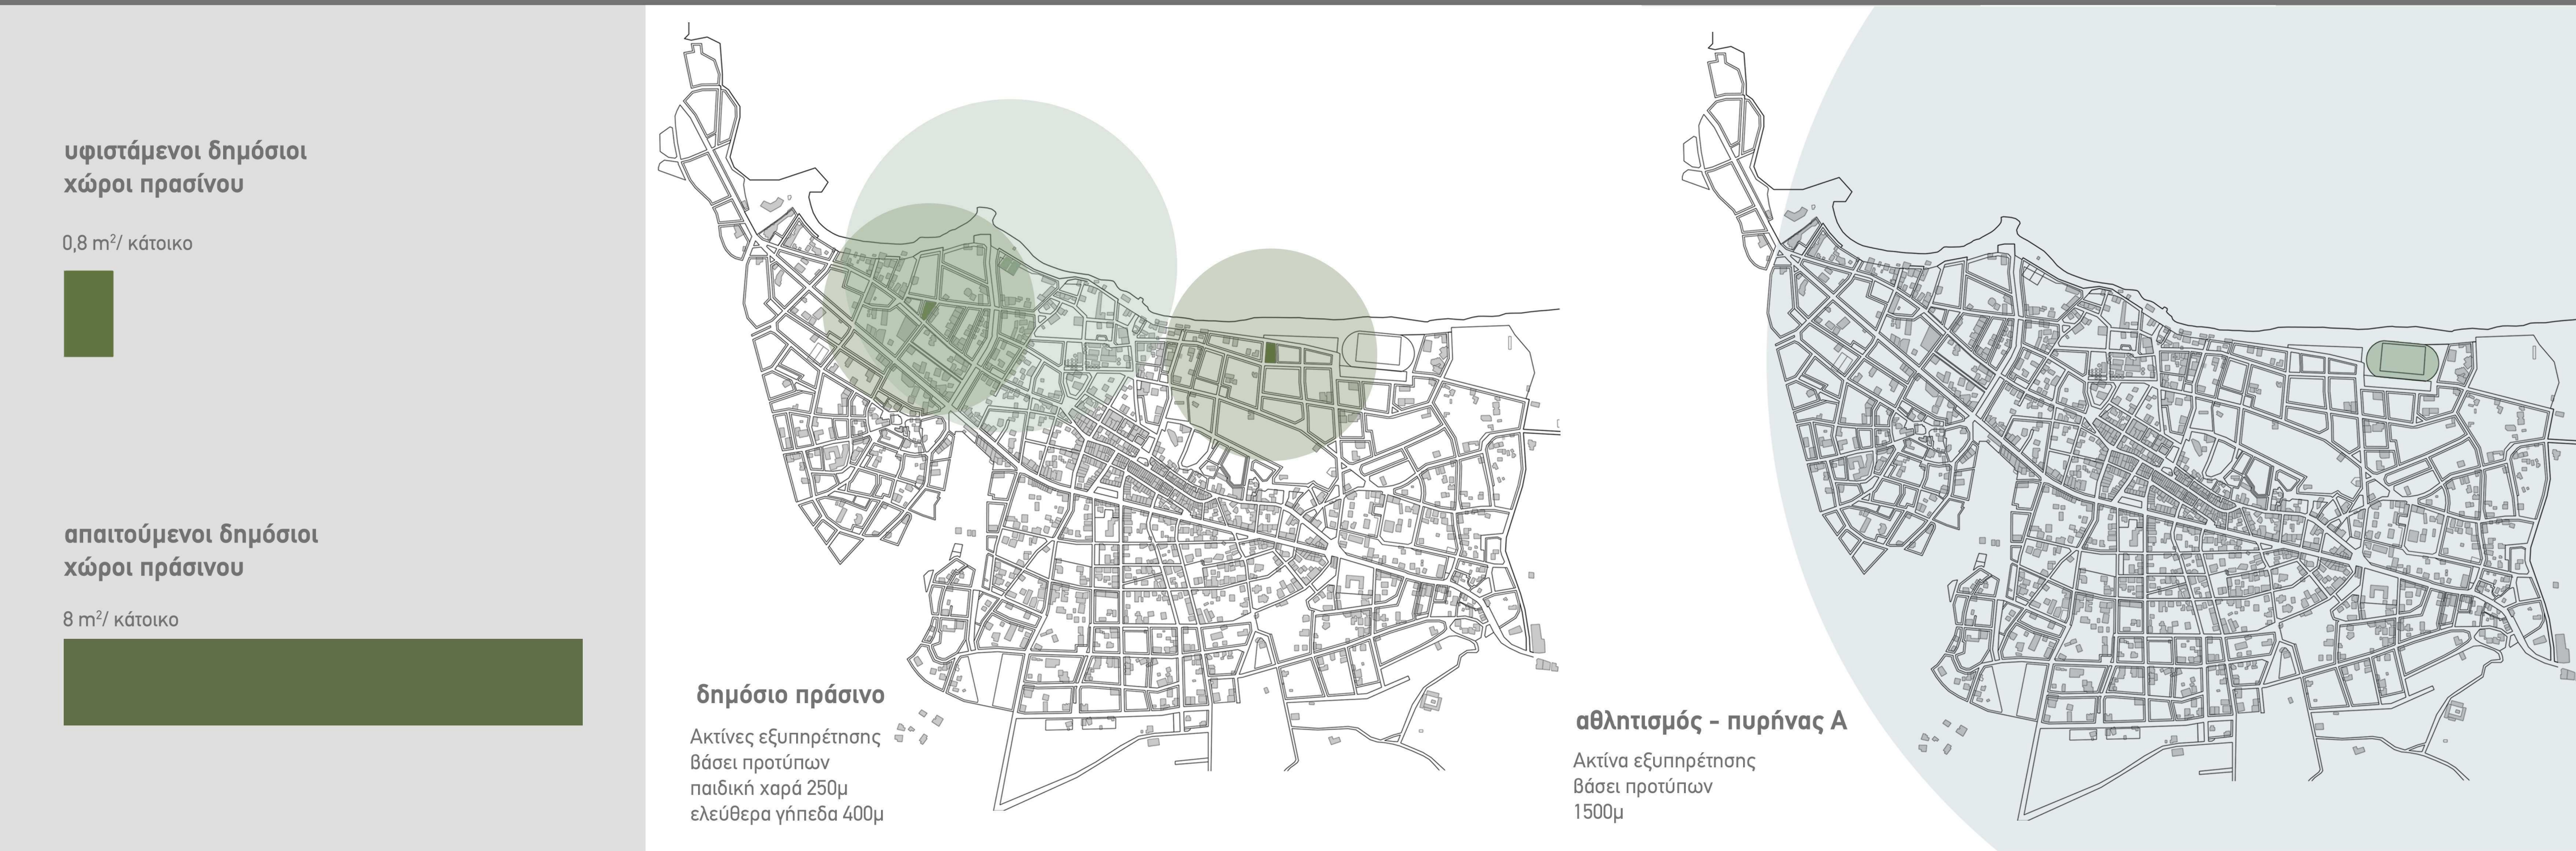 υφιστάμενοι δημόσιοι
χώροι πρασίνου
0,8 m²/ κάτοικο
απαιτούμενοι δημόσιοι
χώροι πράσινου
8 m²/ κάτοικο
δημόσιο πράσινο
Ακτίνες εξυπηρέτησης
βάσει προτύπων
παιδική χαρά 250μ
ελεύθερα γήπεδα 400μ
αθλητισμός - πυρήνας Α
Ακτίνα εξυπηρέτησης
βάσει προτύπων
1500μ